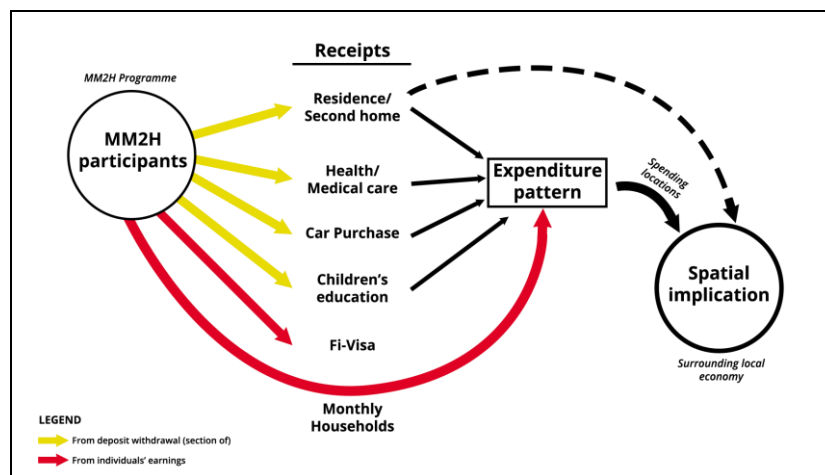 Receipts
MM2H Programme
MM2H
participants
Residence/
Second home
Health/
Medical care
Car Purchase
Children's
education
Fi-Visa
Monthly
Households
Expenditure
pattern
Spending
locations
Spatial
implication
Surrounding local
economy
LEGEND
From deposit withdrawal (section of)
From individuals' earnings